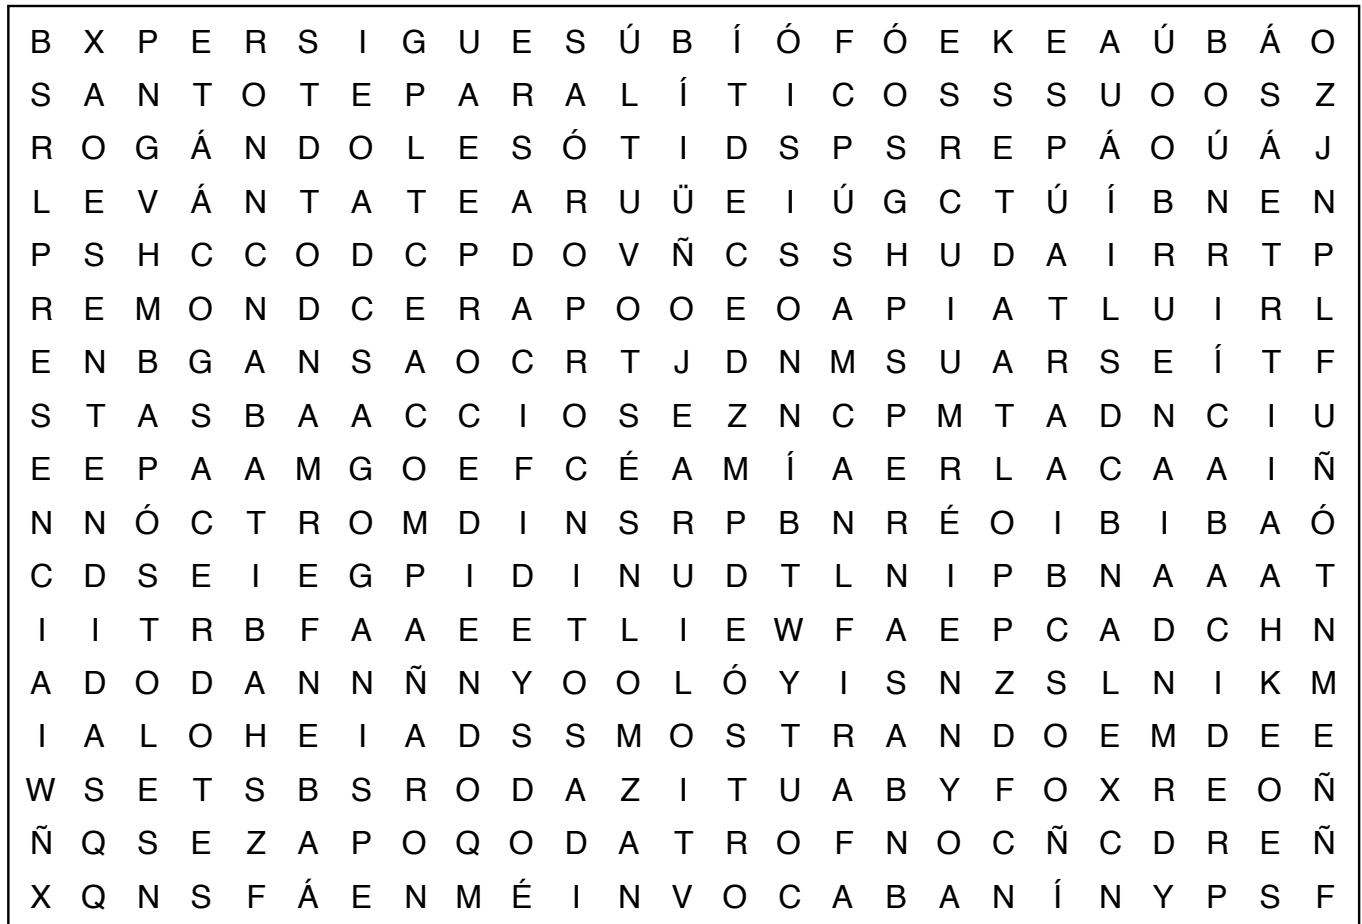 B X P E R S I G U E S Ú B Í Ó F Ó E K E A Ú B Á O
S A N T O T E P A R A L Í T I C O S S S U O O S Z
R O G Á N D O L E S Ó T I D S P S R E P Á O Ú Á J
L E V Á N T A T E A R U Ü E I Ú G C T Ú Í B N E N
P S H C C O D C P D O V Ñ C S S H U D A I R R T P
R E M O N D C E R A P O O E O A P I A T L U I R L
E N B G A N S A O C R T J D N M S U A R S E Í T F
S T A S B A A C C I O S E Z N C P M T A D N C I U
E E P A A M G O E F C É A M Í A E R L A C A A I Ñ
N N Ó C T R O M D I N S R P B N R É O I B I B A Ó
C D S E I E G P I D I N U D T L N I P B N A A A T
I I T R B F A A E E T L I E W F A E P C A D C H N
A D O D A N N Ñ N Y O O L Ó Y I S N Z S L N I K M
I A L O H E I A D S S M O S T R A N D O E M D E E
W S E T S B S R O D A Z I T U A B Y F O X R E O Ñ
Ñ Q S E Z A P O Q O D A T R O F N O C Ñ C D R E Ñ
X Q N S F Á E N M É I N V O C A B A N Í N Y P S F